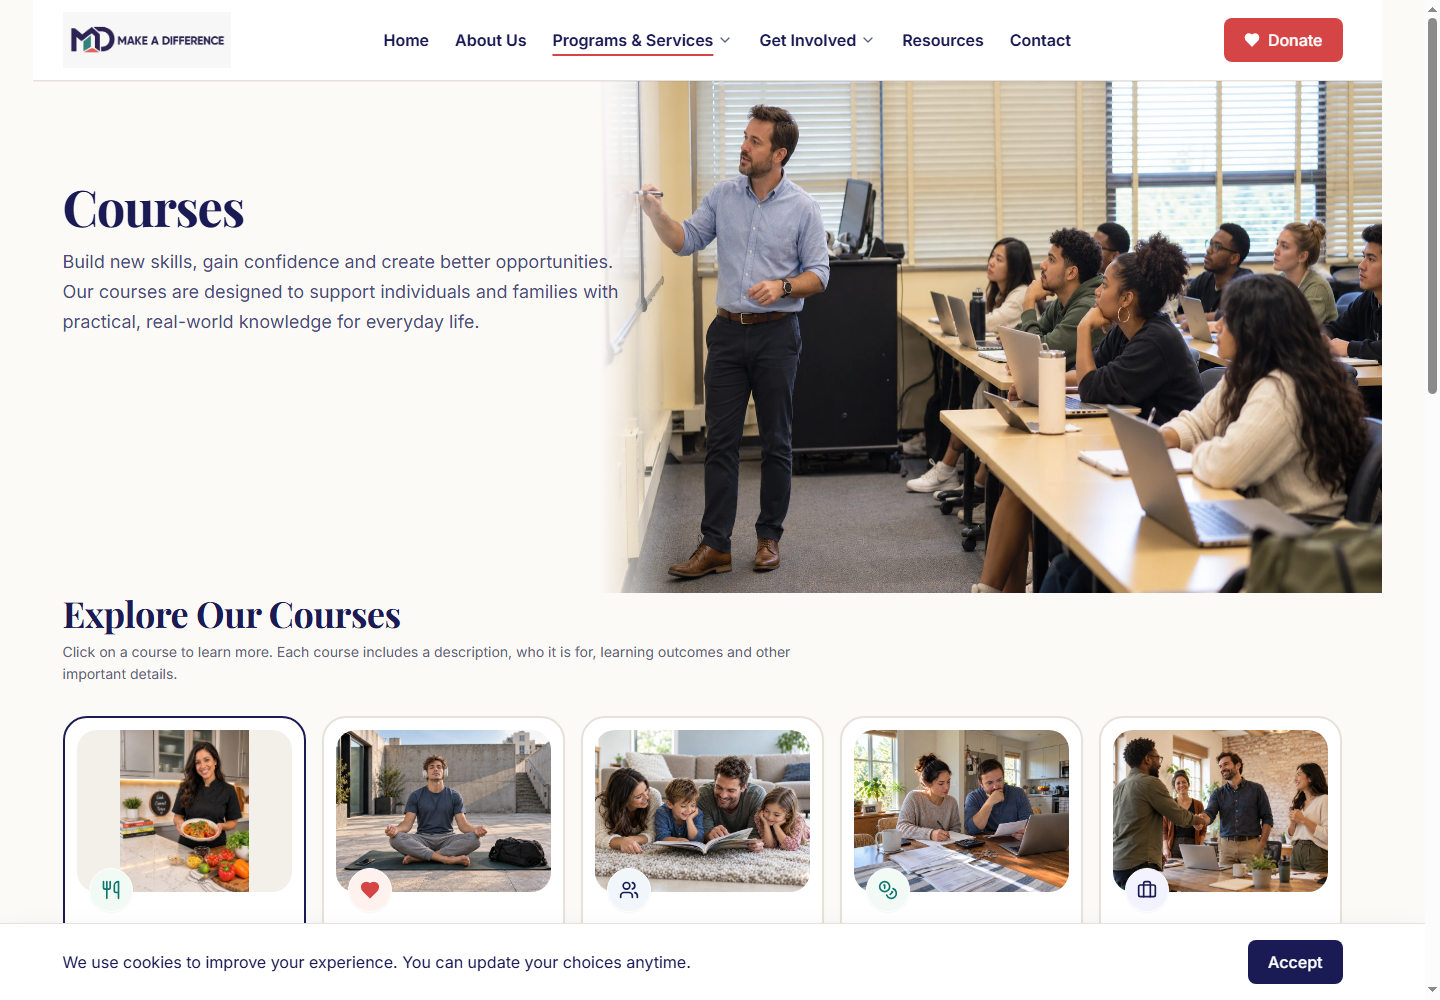 MD MAKE A DIFFERENCE
Home
About Us
Programs & Services
Get Involved
Resources
Contact
Donate
Courses
Build new skills, gain confidence and create better opportunities.
Our courses are designed to support individuals and families with
practical, real-world knowledge for everyday life.
Explore Our Courses
Click on a course to learn more. Each course includes a description, who it is for, learning outcomes and other
important details.
We use cookies to improve your experience. You can update your choices anytime.
Accept